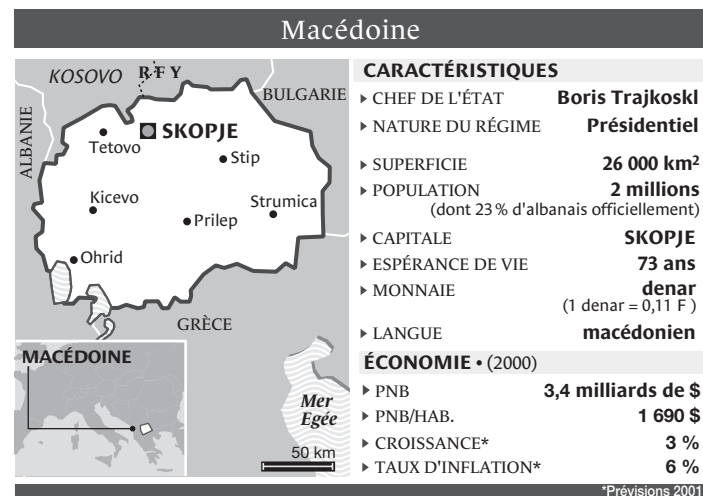 Macédoine
KOSOVO
R F Y
BULGARIE
ALBANIE
SKOPJE
Tetovo
Stip
Kicevo
Strumica
Prilep
Ohrid
GRÈCE
MACÉDOINE
Mer
Egée
50 km
CARACTÉRISTIQUES
CHEF DE L'ÉTAT Boris Trajkoskl
NATURE DU RÉGIME Présidentiel
SUPERFICIE 26 000 km²
POPULATION 2 millions
(dont 23 % d'albanais officiellement)
CAPITALE SKOPJE
ESPÉRANCE DE VIE 73 ans
MONNAIE denar
(1 denar = 0,11 F )
LANGUE macédonien
ÉCONOMIE • (2000)
PNB 3,4 milliards de $
PNB/HAB. 1 690 $
CROISSANCE* 3 %
TAUX D'INFLATION* 6 %
*Prévisions 2001